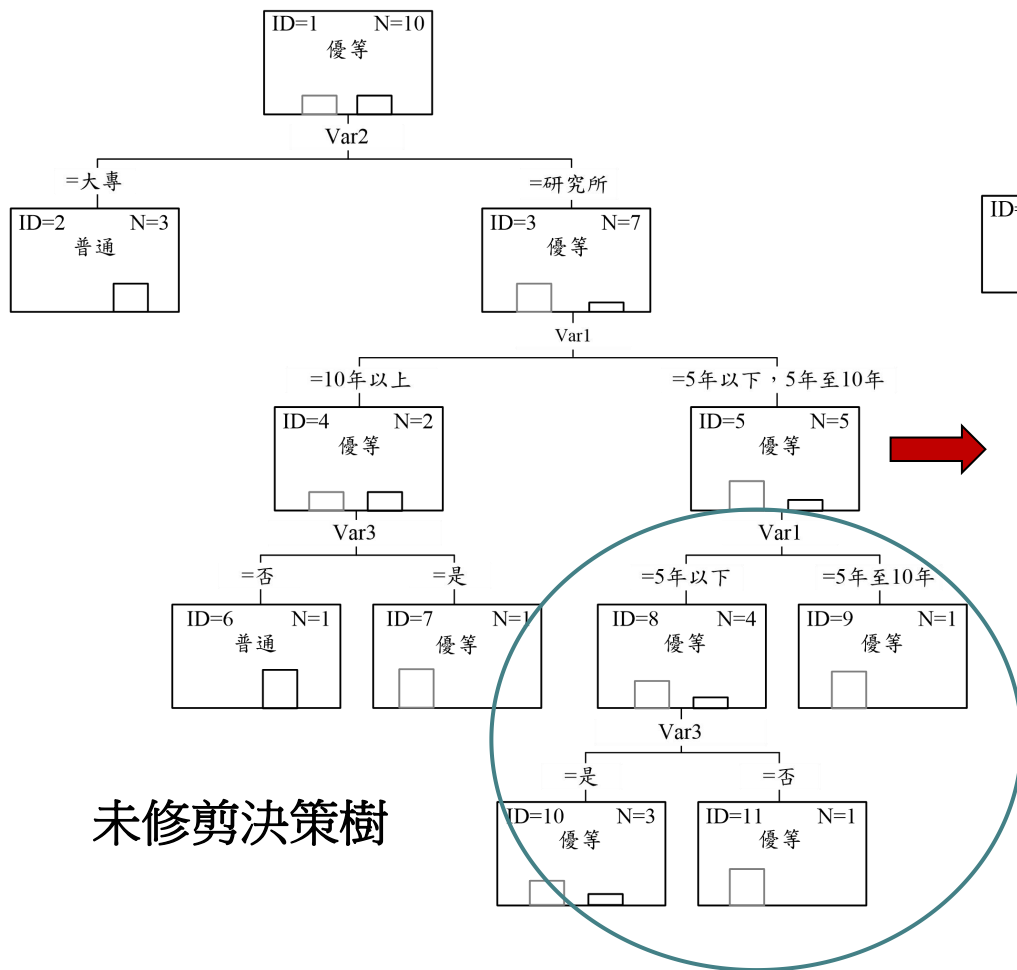 ID=1 N=10
優等
Var2
=大專 =研究所
ID=2 N=3
普通
ID=3 N=7
優等
ID=
Var1
=10年以上 =5年以下，5年至10年
ID=4 N=2
優等
ID=5 N=5
優等
Var3 Var1
=否 =是 =5年以下 =5年至10年
ID=6 N=1
普通
ID=7 N=1
優等
ID=8 N=4
優等
ID=9 N=1
優等
Var3
=是 =否
ID=10 N=3
優等
ID=11 N=1
優等
未修剪決策樹